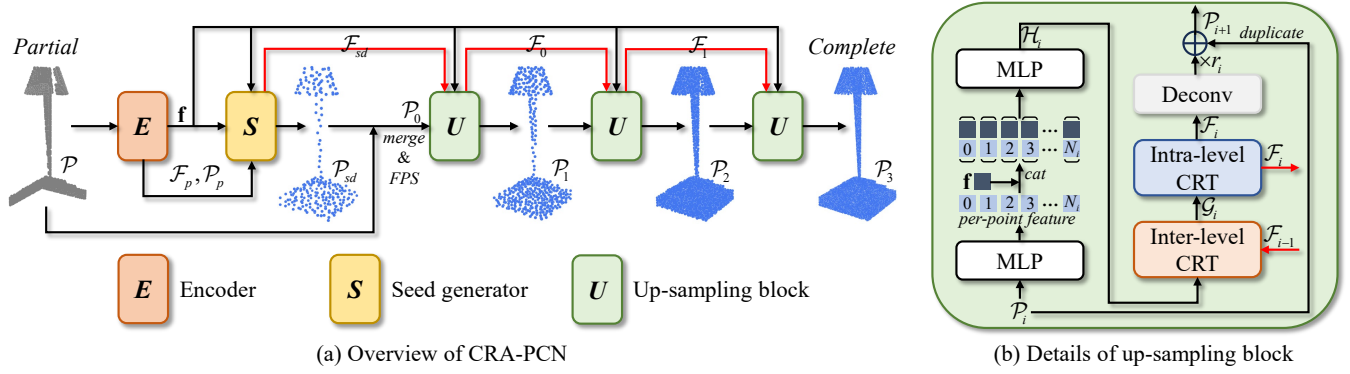 Partial
𝒫
E
f
ℱ_p, 𝒫_p
S
ℱ_sd
𝒫_sd
𝒫_0
merge
&
FPS
U
ℱ_0
𝒫_1
U
ℱ_1
𝒫_2
U
Complete
𝒫_3
E Encoder
S Seed generator
U Up-sampling block
(a) Overview of CRA-PCN
ℋ_i
MLP
0 1 2 3 ... N_i
f
cat
0 1 2 3 ... N_i
per-point feature
MLP
𝒫_i
𝒫_{i+1}
duplicate
×r_i
Deconv
ℱ_i
Intra-level
CRT
ℱ_i
𝒢_i
Inter-level
CRT
ℱ_{i-1}
(b) Details of up-sampling block